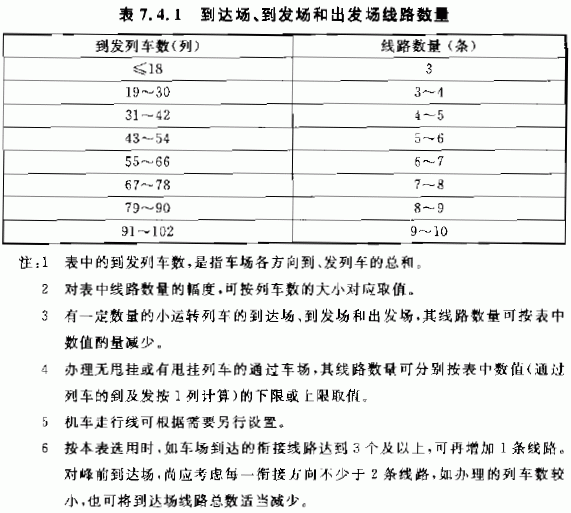 表 7.4.1 到达场、到发场和出发场线路数量
到发列车数(列) 线路数量(条)
≤18 3
19～30 3～4
31～42 4～5
43～54 5～6
55～66 6～7
67～78 7～8
79～90 8～9
91～102 9～10
注:1 表中的到发列车数,是指车场各方向到、发列车的总和。
2 对表中线路数量的幅度,可按列车数的大小对应取值。
3 有一定数量的小运转列车的到达场、到发场和出发场,其线路数量可按表中
数值酌量减少。
4 办理无甩挂或有甩挂列车的通过车场,其线路数量可分别按表中数值(通过
列车的到及发按1列计算)的下限或上限取值。
5 机车走行线可根据需要另行设置。
6 按本表选用时,如车场到达的衔接线路达到3个及以上,可再增加1条线路。
对峰前到达场,尚应考虑每一衔接方向不少于2条线路,如办理的列车数较
小,也可将到达场线路总数适当减少。